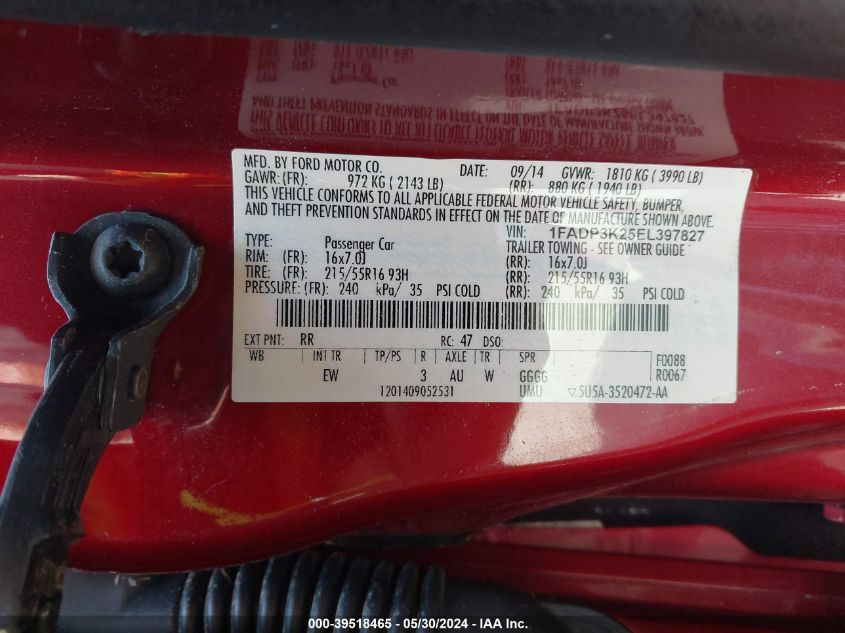 MFD. BY FORD MOTOR CO. DATE: 09/14 GVWR: 1810 KG ( 3990 LB)
GAWR: (FR): 972 KG ( 2143 LB) (RR): 880 KG ( 1940 LB)
THIS VEHICLE CONFORMS TO ALL APPLICABLE FEDERAL MOTOR VEHICLE SAFETY, BUMPER,
AND THEFT PREVENTION STANDARDS IN EFFECT ON THE DATE OF MANUFACTURE SHOWN ABOVE.
VIN: 1FADP3K25EL397827
TYPE: Passenger Car TRAILER TOWING - SEE OWNER GUIDE
RIM: (FR): 16x7.0J (RR): 16x7.0J
TIRE: (FR): 215/55R16 93H (RR): 215/55R16 93H
PRESSURE: (FR): 240 kPa/ 35 PSI COLD (RR): 240 kPa/ 35 PSI COLD
EXT PNT: RR RC: 47 DSO:
WB INT TR TP/PS R AXLE TR SPR F0088
EW 3 AU W GGGG R0067
1201409052531 UMU 5U5A-3520472-AA
000-39518465 - 05/30/2024 - IAA Inc.